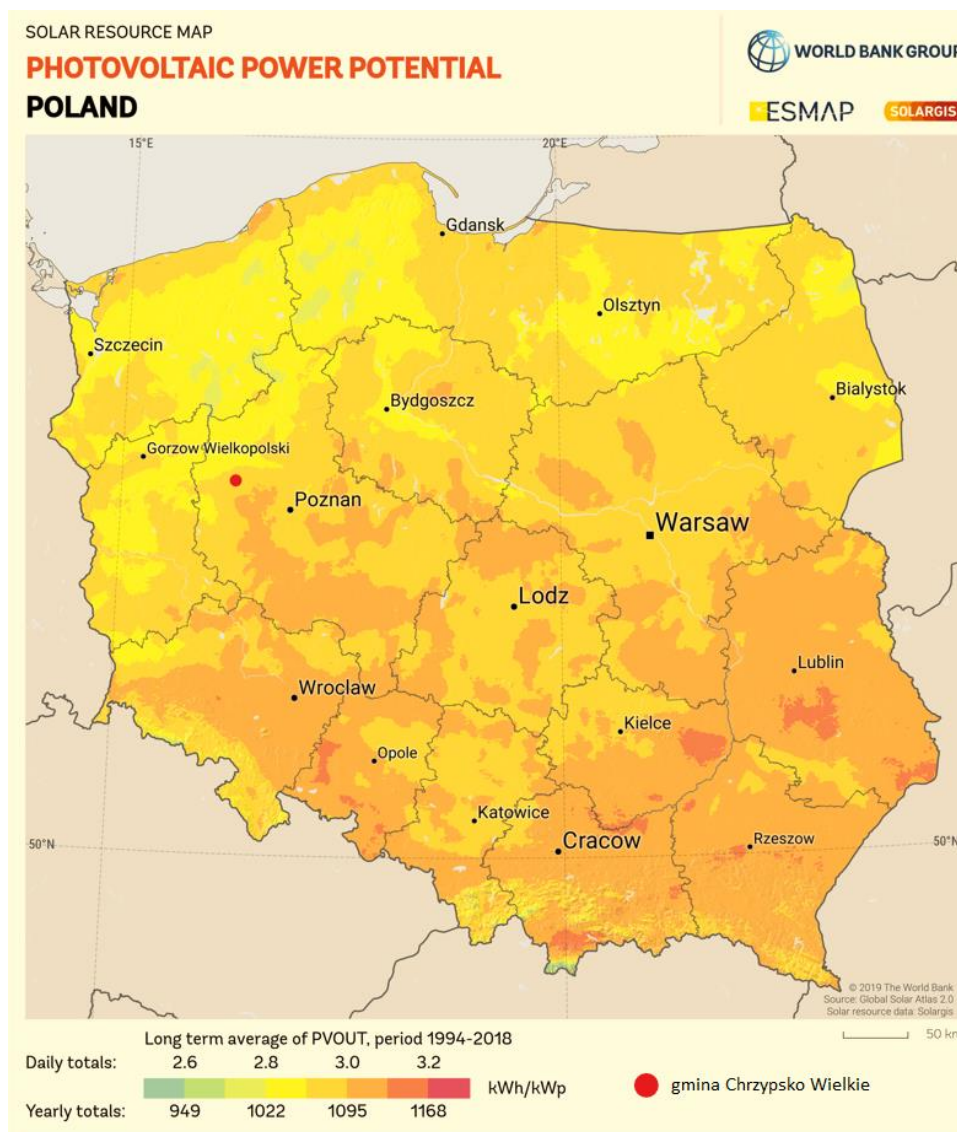 SOLAR RESOURCE MAP
PHOTOVOLTAIC POWER POTENTIAL
POLAND
WORLD BANK GROUP
ESMAP
SOLARGIS
15°E
20°E
Gdansk
Olsztyn
Szczecin
Bialystok
Bydgoszcz
Gorzow Wielkopolski
Poznan
Warsaw
Lodz
Lublin
Wroclaw
Kielce
Opole
Katowice
Cracow
Rzeszow
50°N
50°N
© 2019 The World Bank
Source: Global Solar Atlas 2.0
Solar resource data: Solargis
Long term average of PVOUT, period 1994-2018
50 km
Daily totals: 2.6 2.8 3.0 3.2
kWh/kWp
gmina Chrzypsko Wielkie
Yearly totals: 949 1022 1095 1168